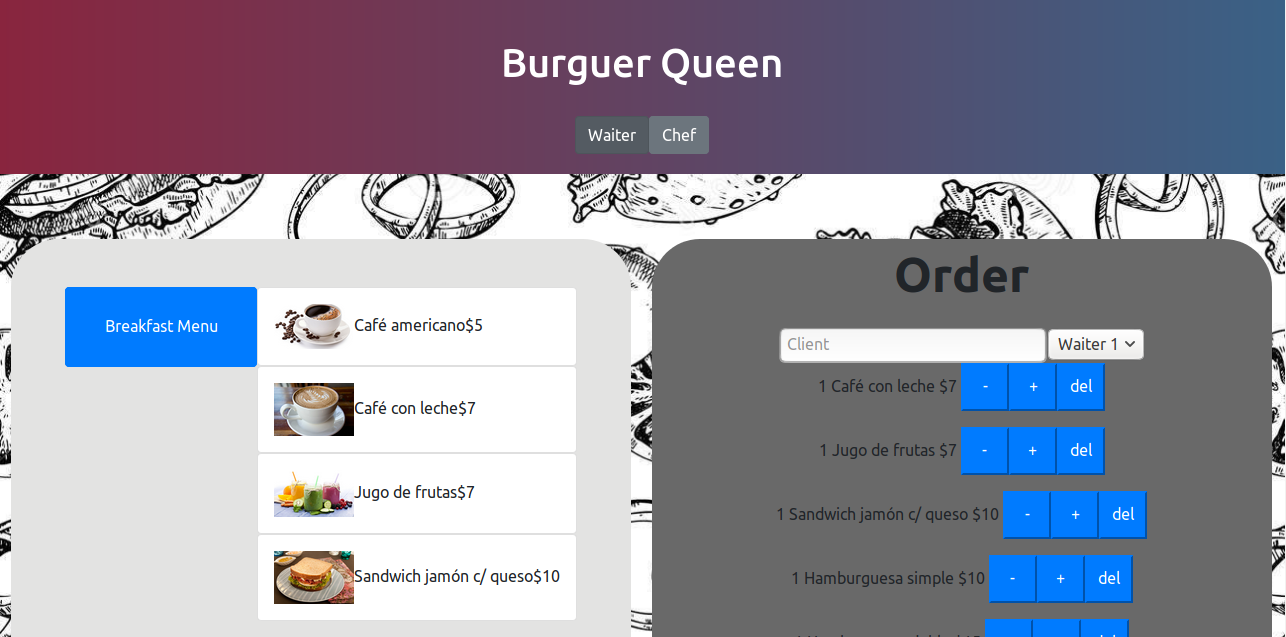 Burguer Queen
Waiter Chef
Breakfast Menu
Café americano$5
Café con leche$7
Jugo de frutas$7
Sandwich jamón c/ queso$10
Order
Client Waiter 1
1 Café con leche $7 - + del
1 Jugo de frutas $7 - + del
1 Sandwich jamón c/ queso $10 - + del
1 Hamburguesa simple $10 - + del